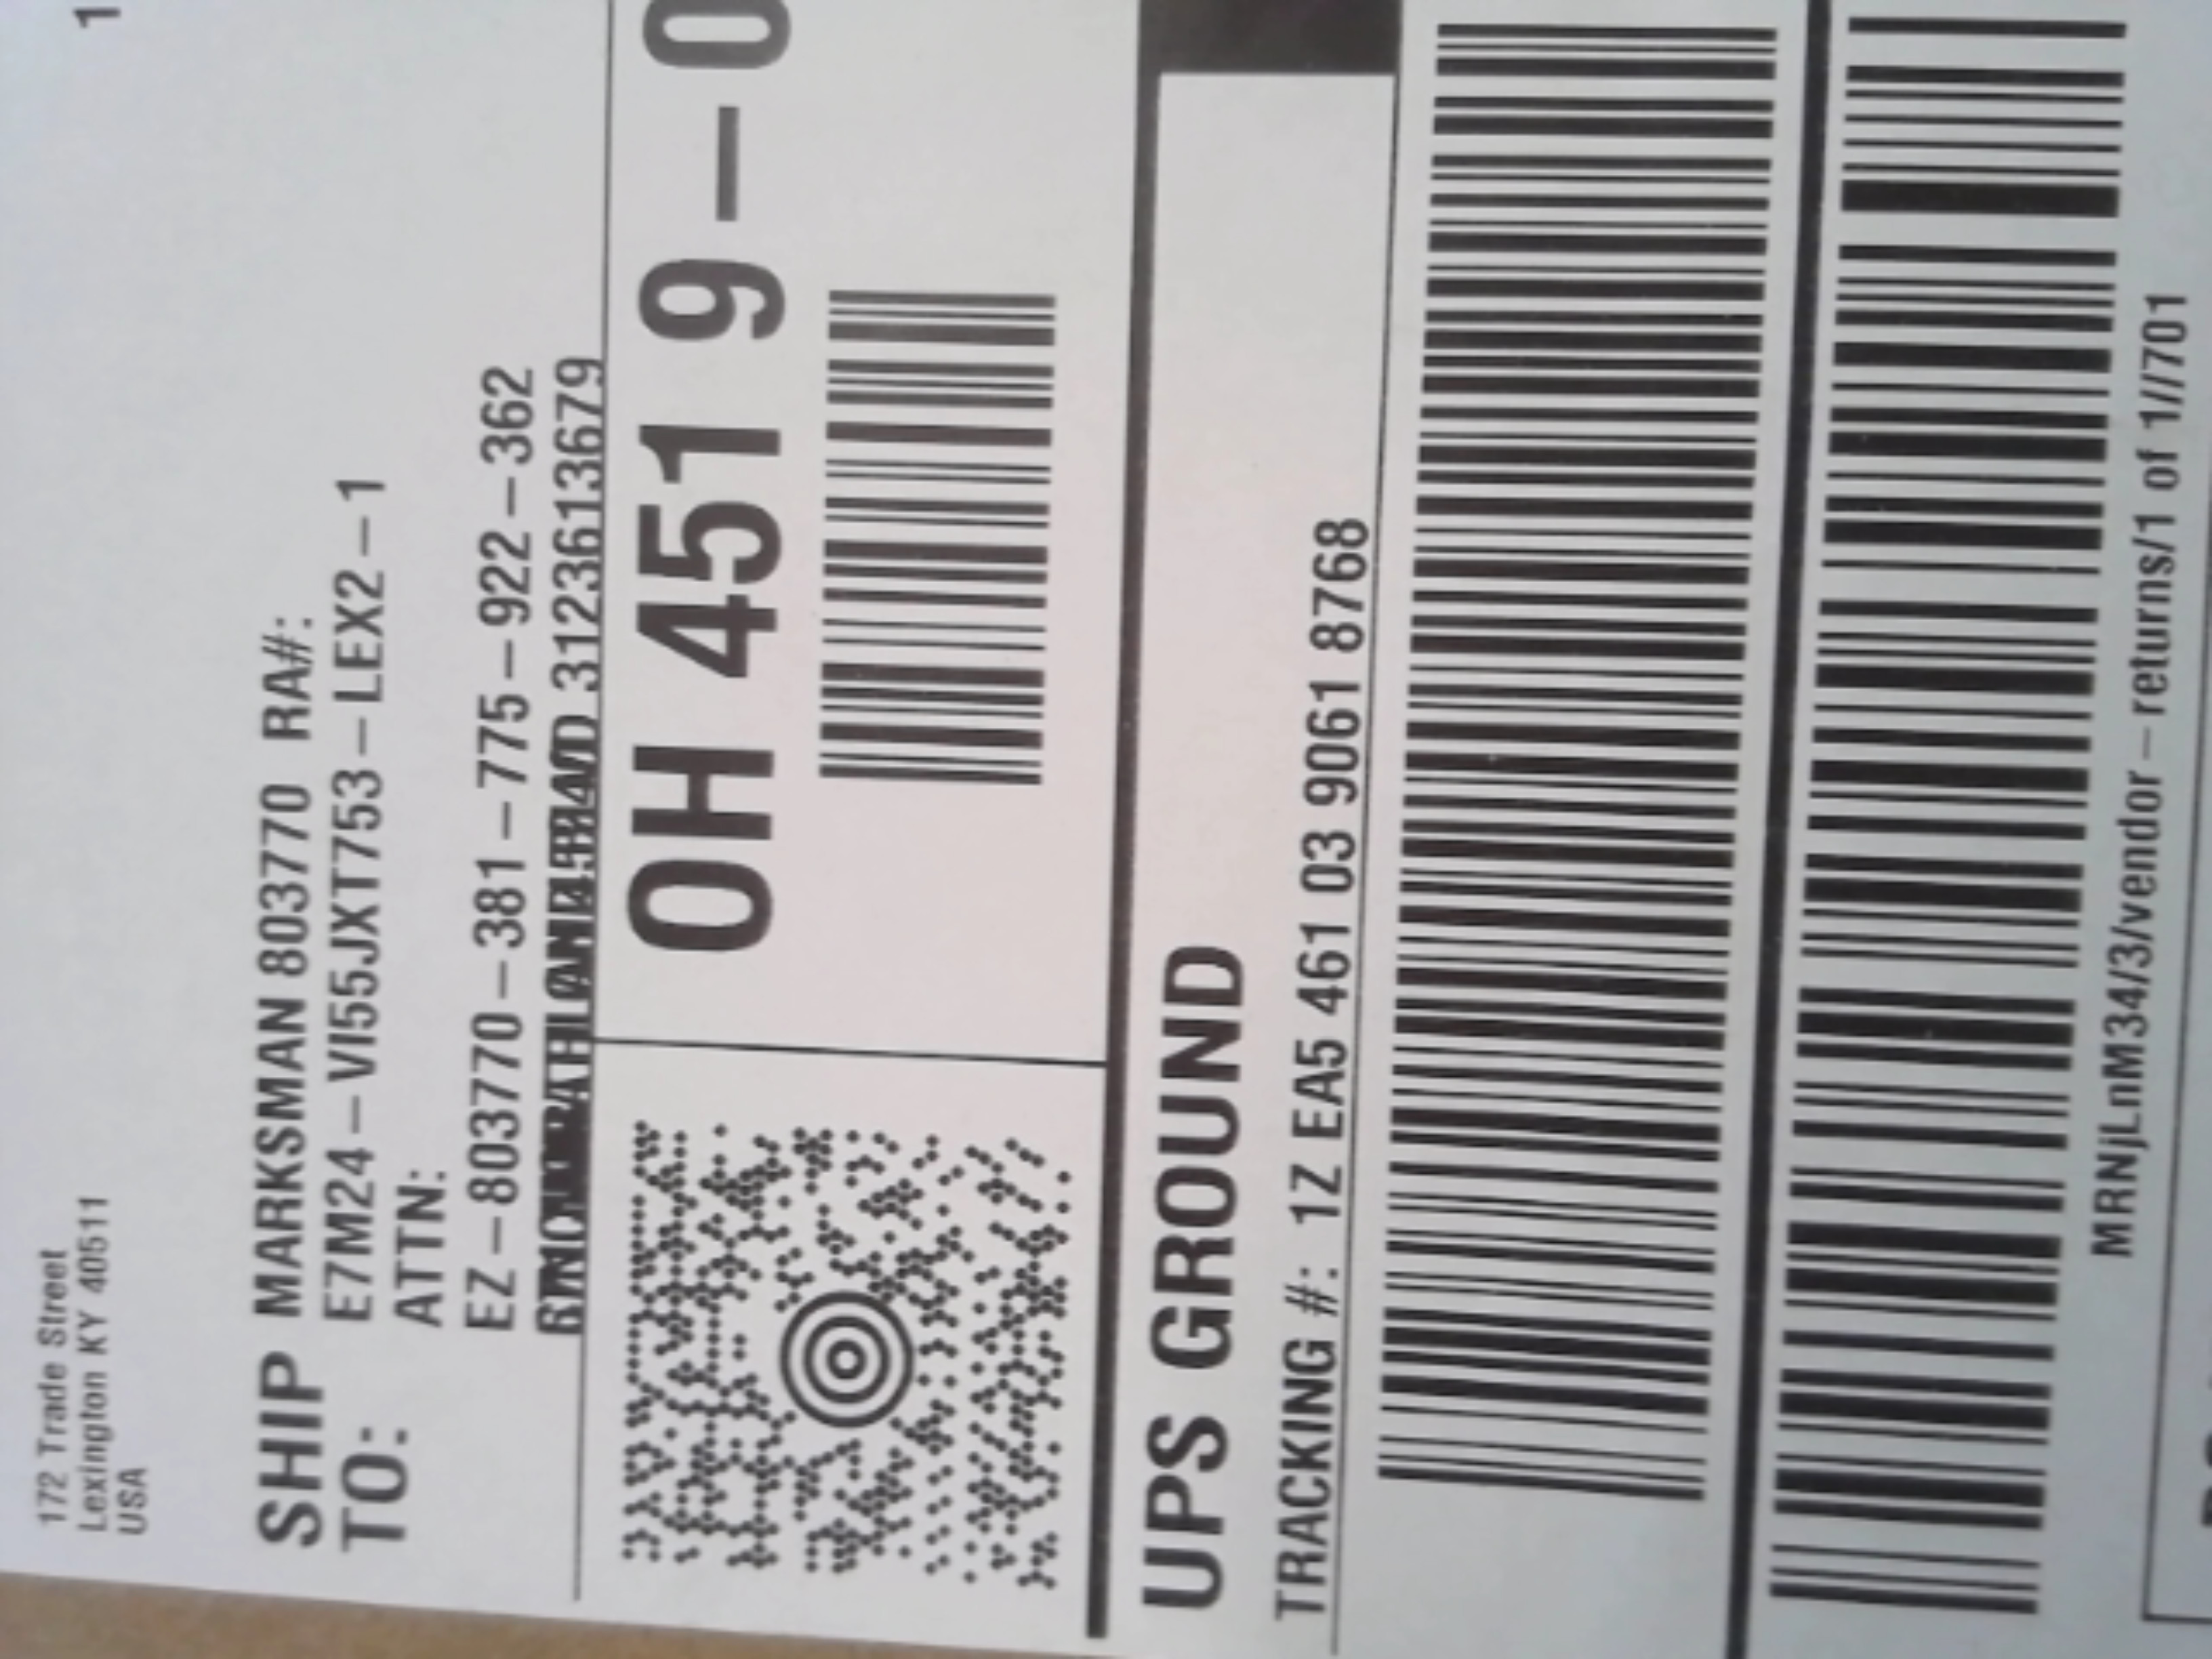 1
172 Trade Street
Lexington KY 40511
USA
SHIP TO:
MARKSMAN 803770 RA#:
E7M24-VI55JXT753-LEX2-1
ATTN:
EZ-803770-381-775-922-362
3123613679
OH 451 9-0
UPS GROUND
TRACKING #: 1Z EA5 461 03 9061 8768
MRNjLnM34/3/vendor-returns/1 of 1//701